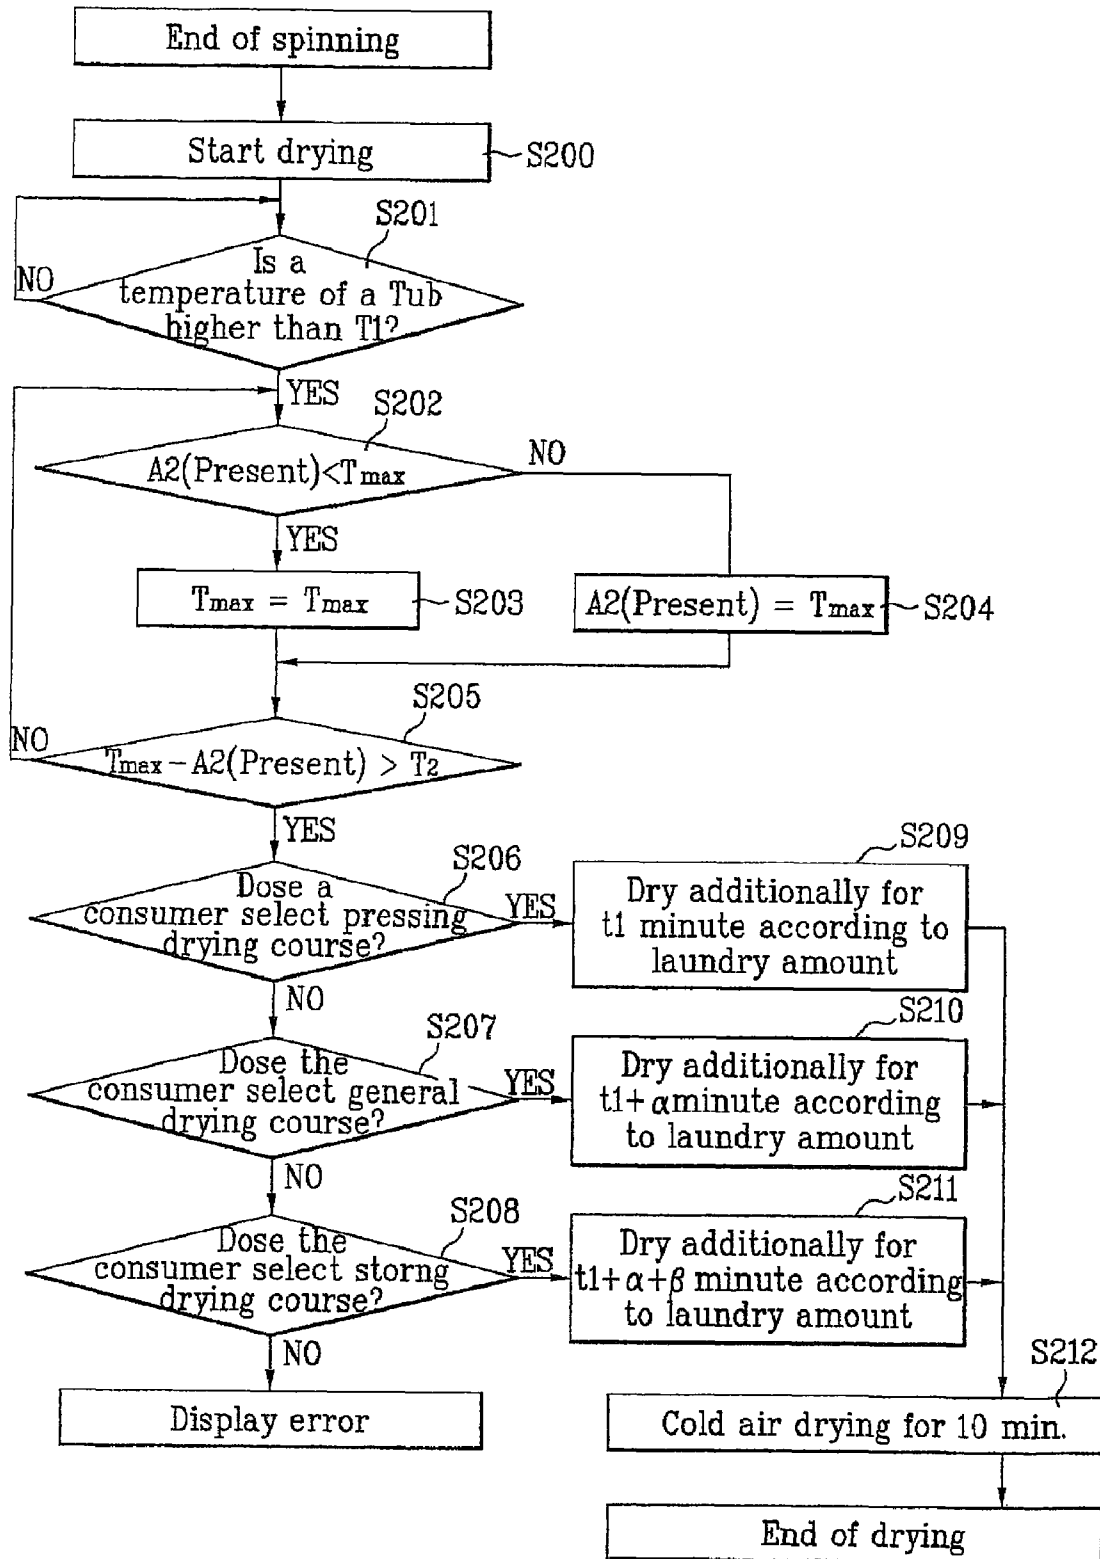 End of spinning
Start drying
S200
S201
Is a
temperature of a Tub
higher than T1?
NO
YES
S202
A2(Present)<Tmax
NO
YES
Tmax = Tmax
S203
A2(Present) = Tmax
S204
S205
Tmax-A2(Present) > T2
NO
YES
S206
Dose a
consumer select pressing
drying course?
YES
S209
Dry additionally for
t1 minute according to
laundry amount
NO
S207
Dose the
consumer select general
drying course?
YES
S210
Dry additionally for
t1+αminute according
to laundry amount
NO
S208
Dose the
consumer select storng
drying course?
YES
S211
Dry additionally for
t1+α+β minute according
to laundry amount
NO
Display error
S212
Cold air drying for 10 min.
End of drying